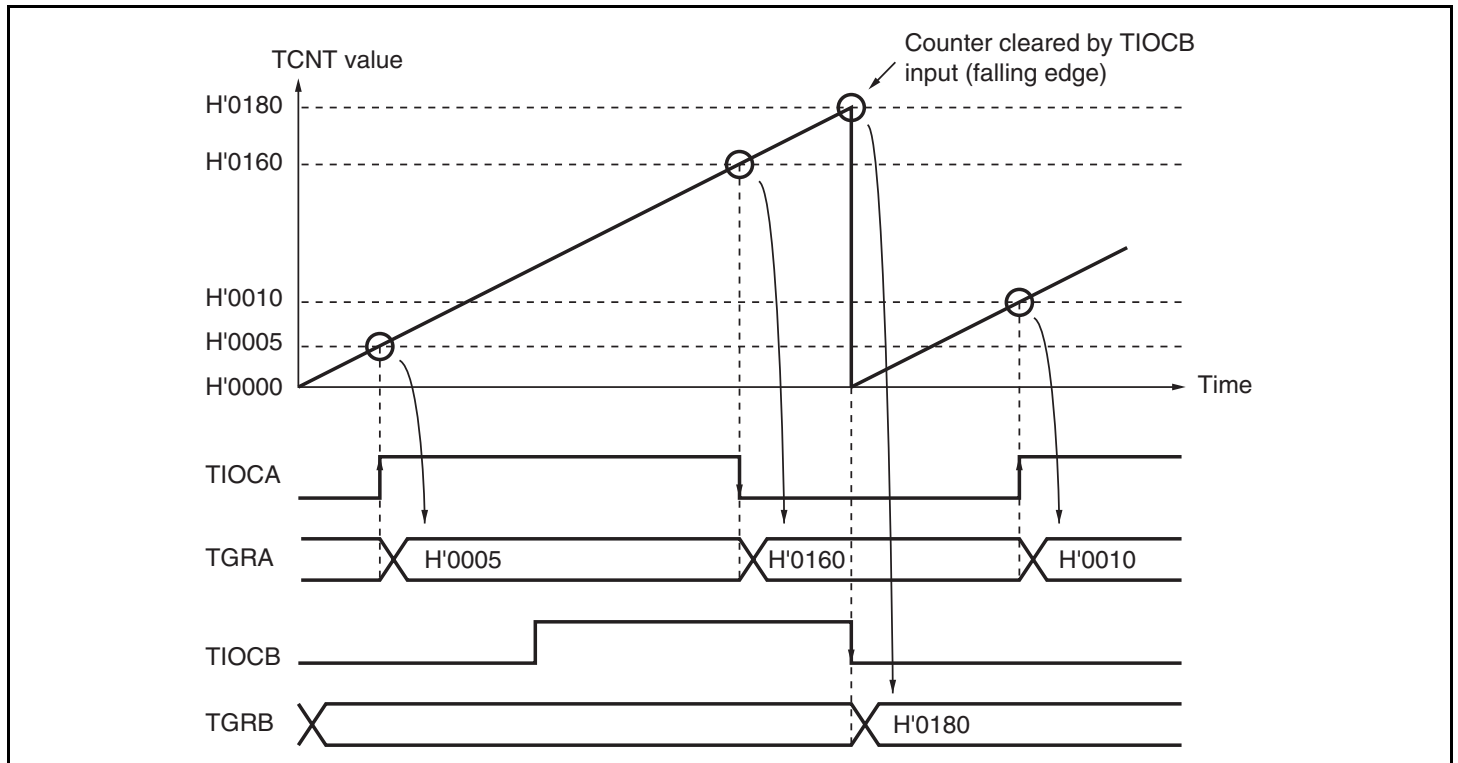 Counter cleared by TIOCB
input (falling edge)
TCNT value
H'0180
H'0160
H'0010
H'0005
H'0000
Time
TIOCA
TGRA
H'0005
H'0160
H'0010
TIOCB
TGRB
H'0180